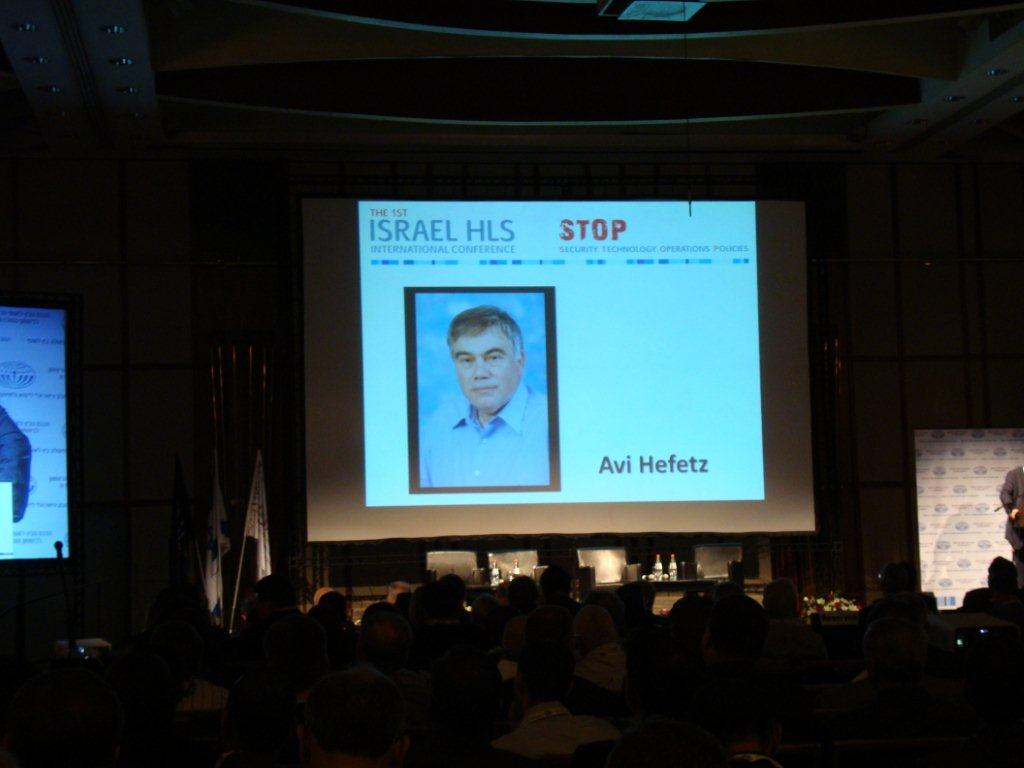 THE 1ST
ISRAEL HLS
INTERNATIONAL CONFERENCE
STOP
SECURITY TECHNOLOGY OPERATIONS POLICIES
Avi Hefetz